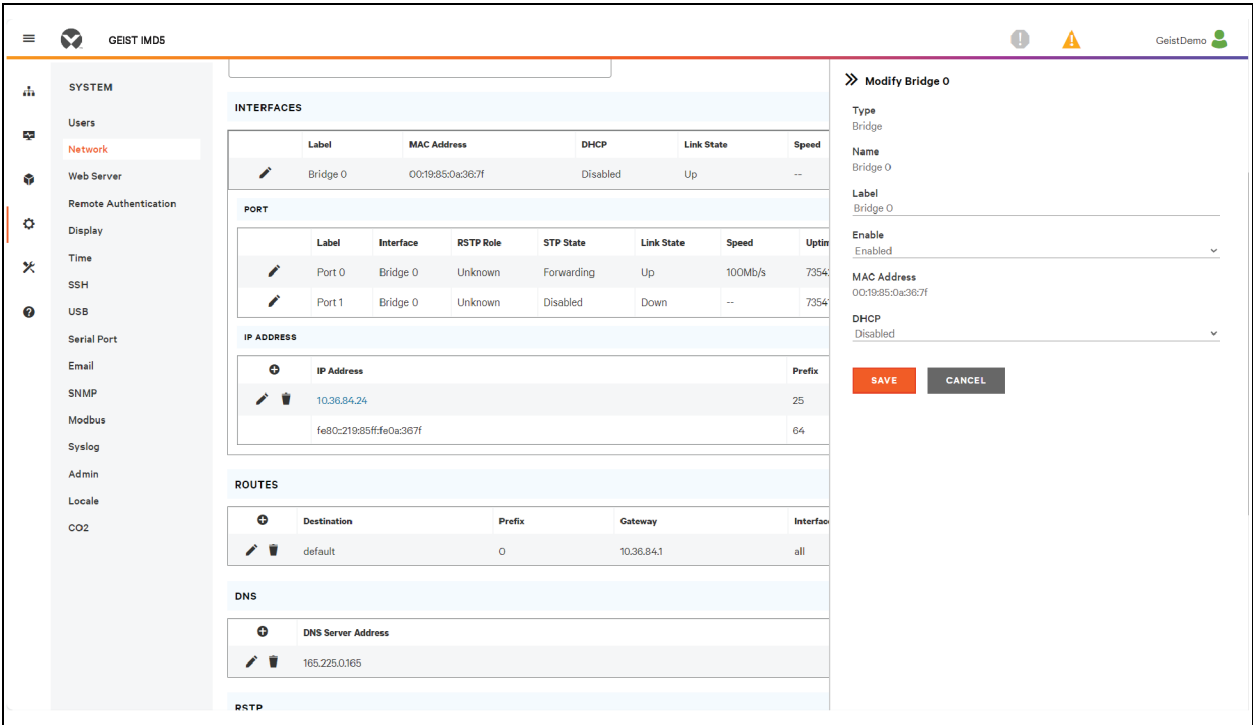 GEIST IMD5
GeistDemo
SYSTEM
Users
Network
Web Server
Remote Authentication
Display
Time
SSH
USB
Serial Port
Email
SNMP
Modbus
Syslog
Admin
Locale
CO2
INTERFACES
Label MAC Address DHCP Link State Speed
Bridge 0 00:19:85:0a:36:7f Disabled Up --
PORT
Label Interface RSTP Role STP State Link State Speed
Port 0 Bridge 0 Unknown Forwarding Up 100Mb/s
Port 1 Bridge 0 Unknown Disabled Down --
IP ADDRESS
IP Address Prefix
10.36.84.24 25
fe80::219:85ff:fe0a:367f 64
ROUTES
Destination Prefix Gateway
default 0 10.36.84.1 all
DNS
DNS Server Address
165.225.0.165
RSTP
Modify Bridge 0
Type
Bridge
Name
Bridge 0
Label
Bridge 0
Enable
Enabled
MAC Address
00:19:85:0a:36:7f
DHCP
Disabled
SAVE CANCEL